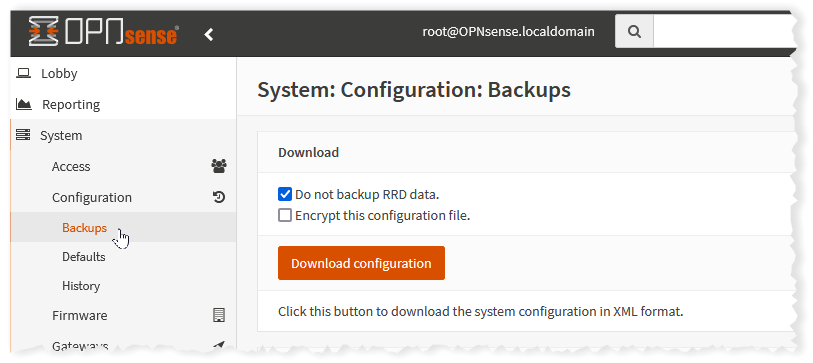 OPNsense®
root@OPNsense.localdomain
Lobby
Reporting
System
Access
Configuration
Backups
Defaults
History
Firmware
Gateways
System: Configuration: Backups
Download
Do not backup RRD data.
Encrypt this configuration file.
Download configuration
Click this button to download the system configuration in XML format.